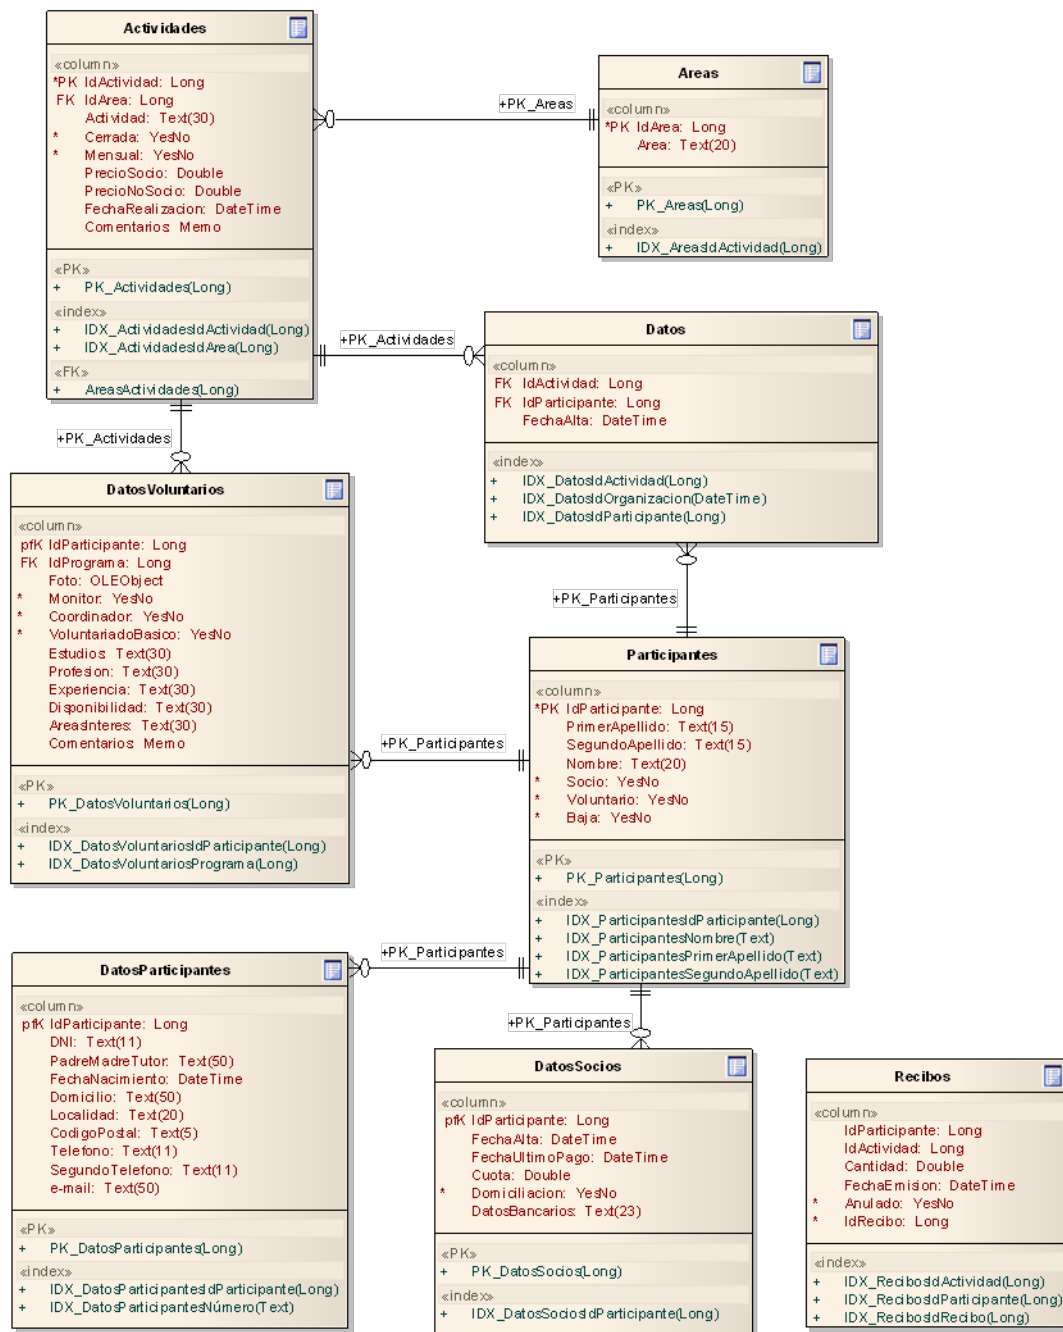 Actividades
«column»
*PK IdActividad: Long
FK IdArea: Long
Actividad: Text(30)
* Cerrada: YesNo
* Mensual: YesNo
PrecioSocio: Double
PrecioNoSocio: Double
FechaRealizacion: DateTime
Comentarios: Memo
«PK»
+ PK_Actividades(Long)
«index»
+ IDX_ActividadesIdActividad(Long)
+ IDX_ActividadesIdArea(Long)
«FK»
+ AreasActividades(Long)
+PK_Areas
Areas
«column»
*PK IdArea: Long
Area: Text(20)
«PK»
+ PK_Areas(Long)
«index»
+ IDX_AreasIdActividad(Long)
+PK_Actividades
Datos
«column»
FK IdActividad: Long
FK IdParticipante: Long
FechaAlta: DateTime
«index»
+ IDX_DatosIdActividad(Long)
+ IDX_DatosIdOrganizacion(DateTime)
+ IDX_DatosIdParticipante(Long)
+PK_Actividades
DatosVoluntarios
«column»
pfK IdParticipante: Long
FK IdPrograma: Long
Foto: OLEObject
* Monitor: YesNo
* Coordinador: YesNo
* VoluntariadoBasico: YesNo
Estudios: Text(30)
Profesion: Text(30)
Experiencia: Text(30)
Disponibilidad: Text(30)
AreasInteres: Text(30)
Comentarios: Memo
«PK»
+ PK_DatosVoluntarios(Long)
«index»
+ IDX_DatosVoluntariosIdParticipante(Long)
+ IDX_DatosVoluntariosPrograma(Long)
+PK_Participantes
Participantes
«column»
*PK IdParticipante: Long
PrimerApellido: Text(15)
SegundoApellido: Text(15)
Nombre: Text(20)
* Socio: YesNo
* Voluntario: YesNo
* Baja: YesNo
«PK»
+ PK_Participantes(Long)
«index»
+ IDX_ParticipantesIdParticipante(Long)
+ IDX_ParticipantesNombre(Text)
+ IDX_ParticipantesPrimerApellido(Text)
+ IDX_ParticipantesSegundoApellido(Text)
+PK_Participantes
+PK_Participantes
DatosParticipantes
«column»
pfK IdParticipante: Long
DNI: Text(11)
PadreMadreTutor: Text(50)
FechaNacimiento: DateTime
Domicilio: Text(50)
Localidad: Text(20)
CodigoPostal: Text(5)
Telefono: Text(11)
SegundoTelefono: Text(11)
e-mail: Text(50)
«PK»
+ PK_DatosParticipantes(Long)
«index»
+ IDX_DatosParticipantesIdParticipante(Long)
+ IDX_DatosParticipantesNúmero(Text)
+PK_Participantes
DatosSocios
«column»
pfK IdParticipante: Long
FechaAlta: DateTime
FechaUltimoPago: DateTime
Cuota: Double
* Domiciliacion: YesNo
DatosBancarios: Text(23)
«PK»
+ PK_DatosSocios(Long)
«index»
+ IDX_DatosSociosIdParticipante(Long)
Recibos
«column»
IdParticipante: Long
IdActividad: Long
Cantidad: Double
FechaEmision: DateTime
* Anulado: YesNo
* IdRecibo: Long
«index»
+ IDX_RecibosIdActividad(Long)
+ IDX_RecibosIdParticipante(Long)
+ IDX_RecibosIdRecibo(Long)